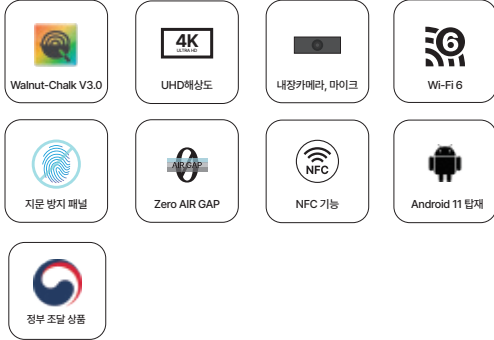 4K
ULTRA HD
6
Walnut-Chalk V3.0
UHD해상도
내장카메라, 마이크
Wi-Fi 6
AIR GAP
0
NFC
지문 방지 패널
Zero AIR GAP
NFC 기능
Android 11 탑재
정부 조달 상품